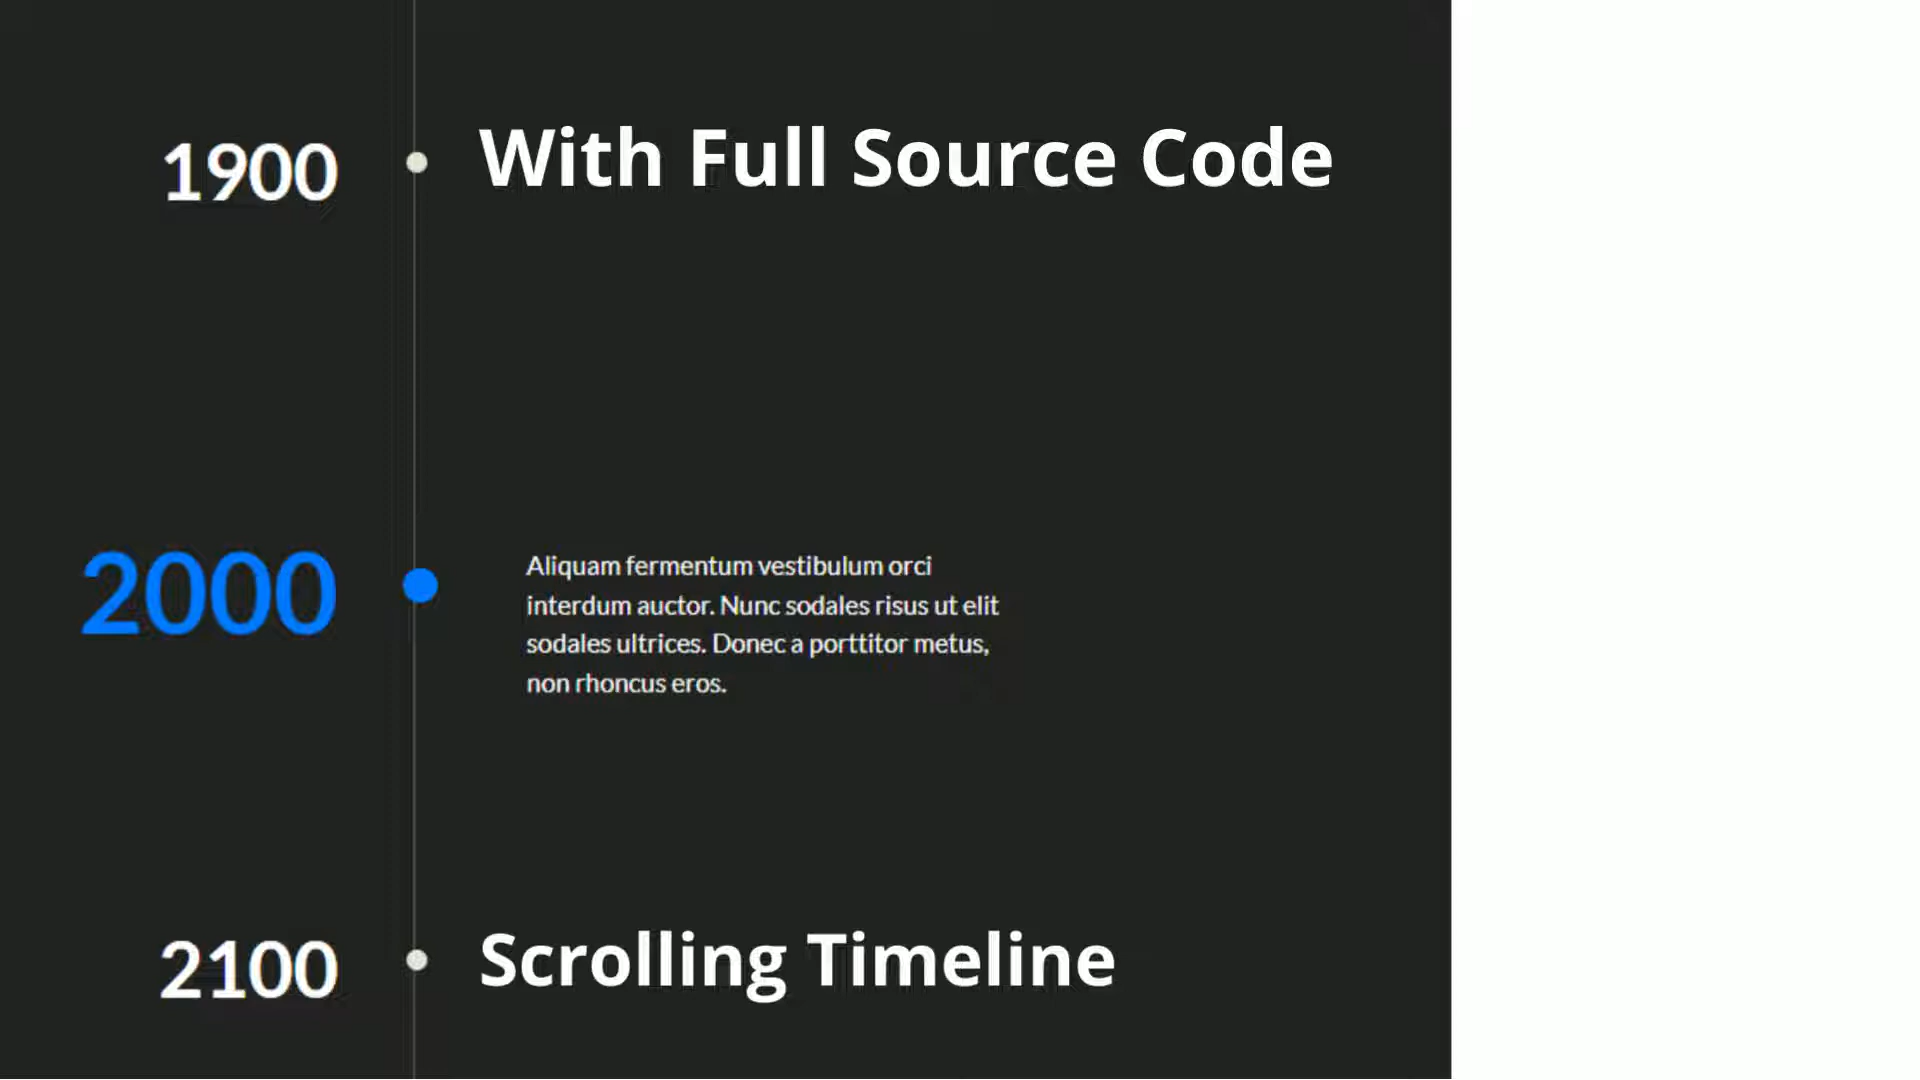 1900
With Full Source Code
2000
Aliquam fermentum vestibulum orci
interdum auctor. Nunc sodales risus ut elit
sodales ultrices. Donec a porttitor metus,
non rhoncus eros.
2100
Scrolling Timeline